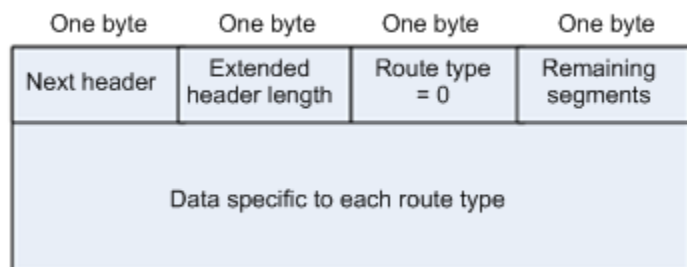 One byte One byte One byte One byte
Next header Extended header length Route type = 0 Remaining segments
Data specific to each route type